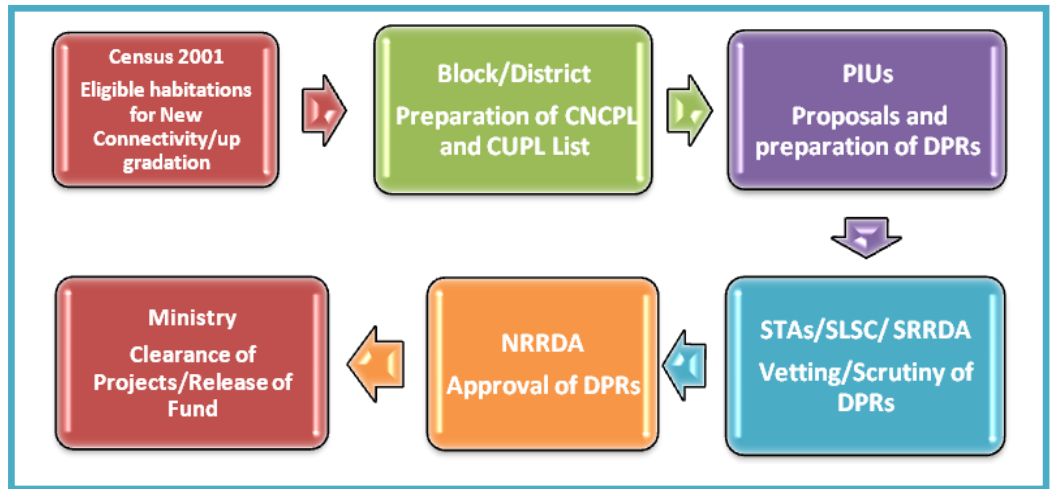 Census 2001
Eligible habitations
for New
Connectivity/up
gradation
Block/District
Preparation of CNCPL
and CUPL List
PIUs
Proposals and
preparation of DPRs
STAs/SLSC/ SRRDA
Vetting/Scrutiny of
DPRs
NRRDA
Approval of DPRs
Ministry
Clearance of
Projects/Release of
Fund